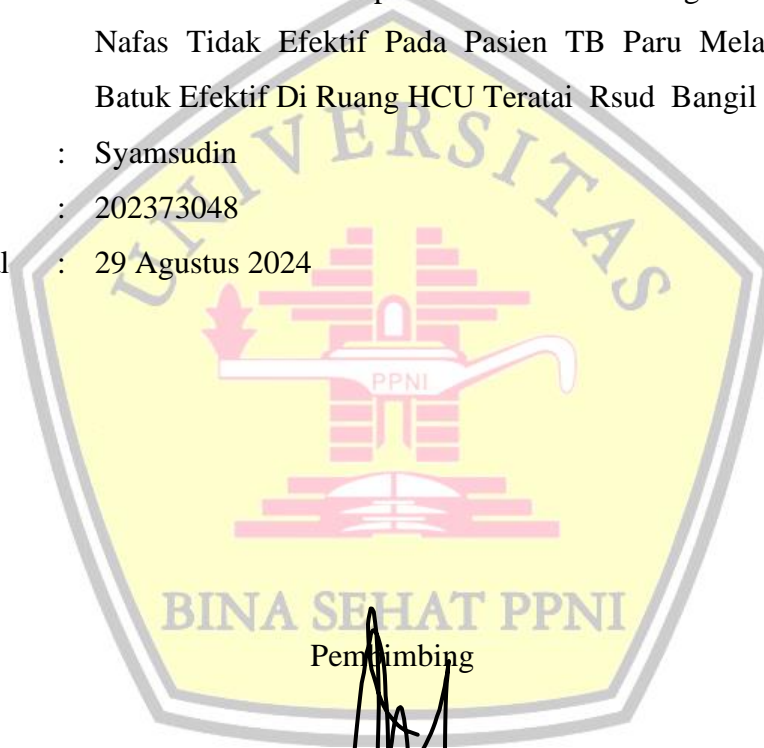 Nafas Tidak Efektif Pada Pasien TB Paru
Batuk Efektif Di Ruang HCU Teratai Rsud Bangil
: Syamsudin
: 202373048
: 29 Agustus 2024
UNIVERSITAS
PPNI
BINA SEHAT PPNI
Pembimbing